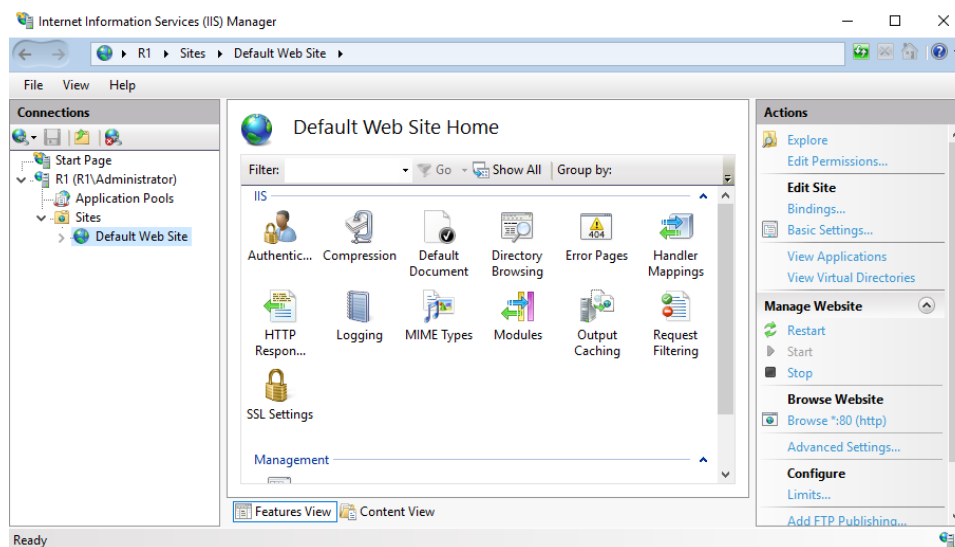 Internet Information Services (IIS) Manager
R1 Sites Default Web Site
File View Help
Connections
Start Page
R1 (R1\Administrator)
Application Pools
Sites
Default Web Site
Default Web Site Home
Filter: Go Show All Group by:
IIS
Authentic... Compression Default Document Directory Browsing Error Pages Handler Mappings
404
HTTP Respon... Logging MIME Types Modules Output Caching Request Filtering
SSL Settings
Management
Features View Content View
Actions
Explore
Edit Permissions...
Edit Site
Bindings...
Basic Settings...
View Applications
View Virtual Directories
Manage Website
Restart
Start
Stop
Browse Website
Browse *:80 (http)
Advanced Settings...
Configure
Limits...
Add FTP Publishing...
Ready